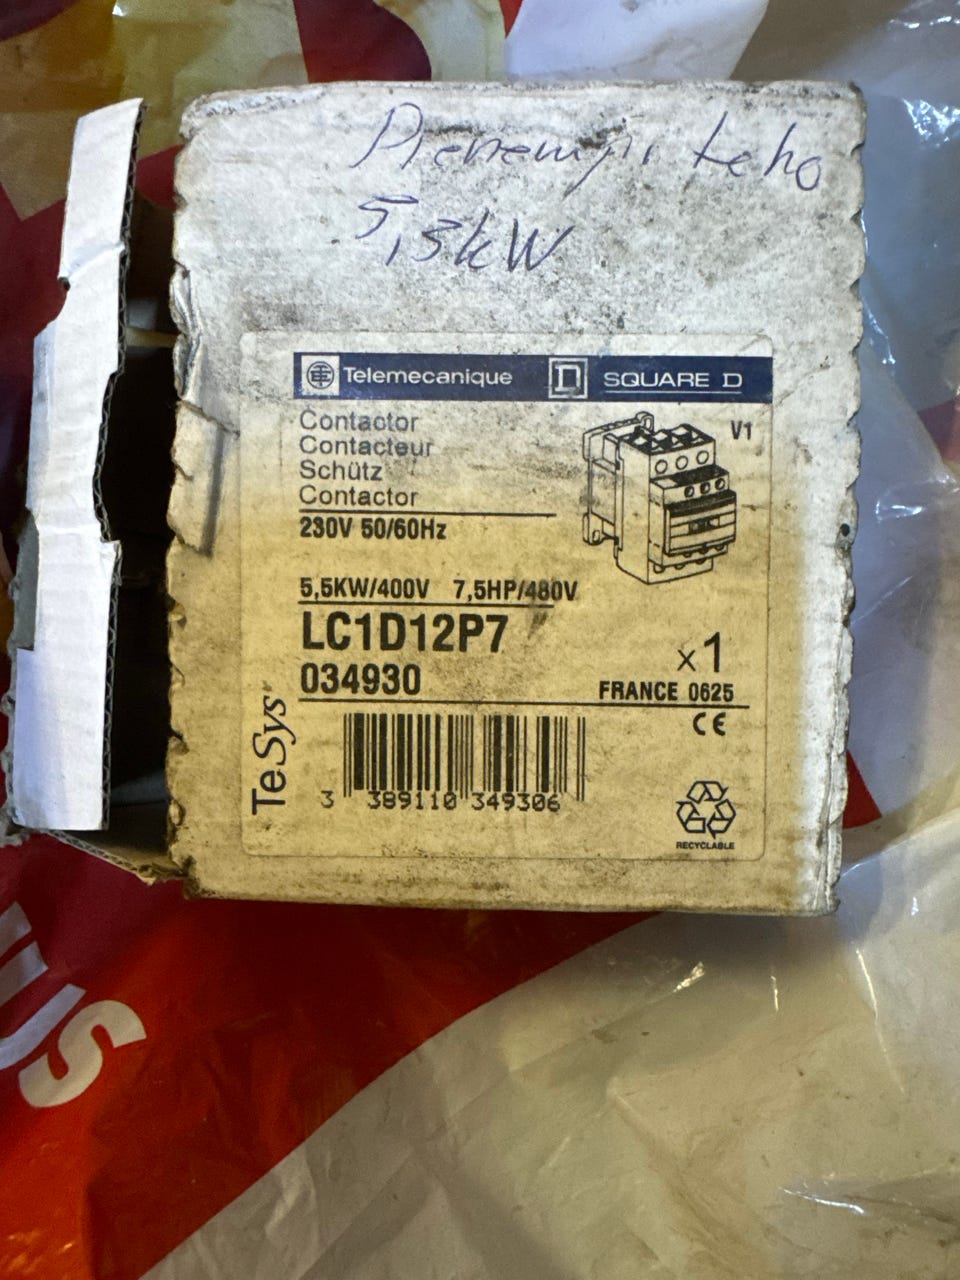 Pienempi teho
5,3kW
Telemecanique SQUARE D
Contactor
Contacteur
Schütz
Contactor
230V 50/60Hz
V1
5,5KW/400V 7,5HP/480V
LC1D12P7
034930
x1
FRANCE 0625
CE
TeSys
3 389110 349306
RECYCLABLE